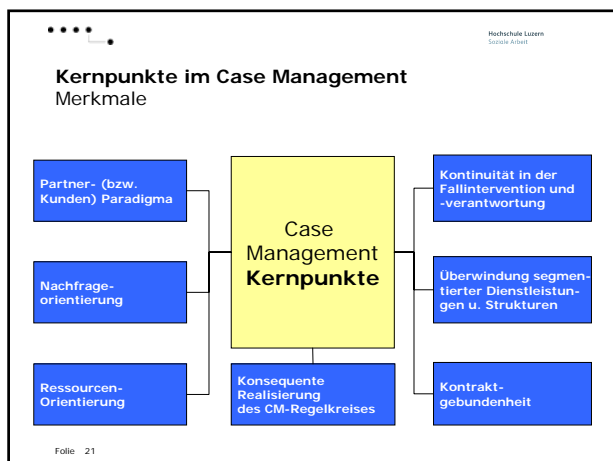 Hochschule Luzern
Soziale Arbeit
Kernpunkte im Case Management
Merkmale
Partner- (bzw.
Kunden) Paradigma
Nachfrage-
orientierung
Ressourcen-
Orientierung
Case
Management
Kernpunkte
Konsequente
Realisierung
des CM-Regelkreises
Kontinuität in der
Fallintervention und
-verantwortung
Überwindung segmen-
tierter Dienstleistun-
gen u. Strukturen
Kontrakt-
gebundenheit
Folie 21